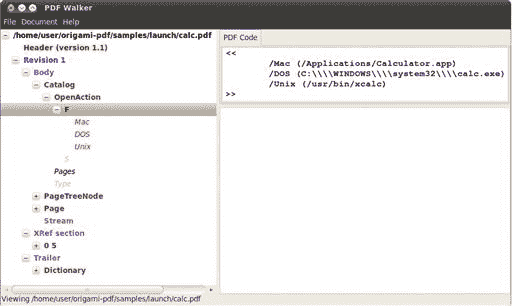 PDF Walker
File Document Help
/home/user/origami-pdf/samples/launch/calc.pdf
Header (version 1.1)
Revision 1
Body
Catalog
OpenAction
F
Mac
DOS
Unix
S
Pages
Type
PageTreeNode
Page
Stream
XRef section
0 5
Trailer
Dictionary
PDF Code
<<
/Mac (/Applications/Calculator.app)
/DOS (C:\\\\WINDOWS\\\\system32\\\\calc.exe)
/Unix (/usr/bin/xcalc)
>>
Viewing /home/user/origami-pdf/samples/launch/calc.pdf